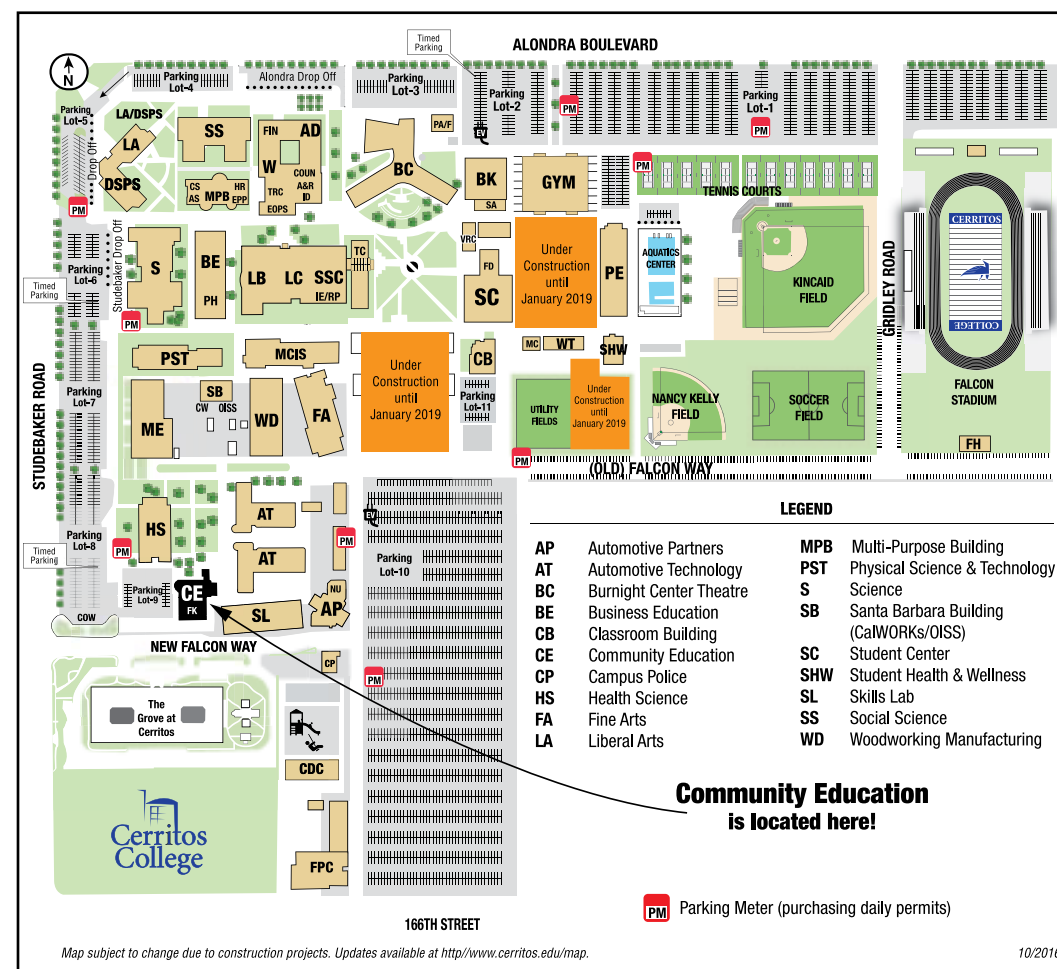 ALONDRA BOULEVARD
Timed
Parking
N
Parking
Lot-4
Alondra Drop Off
Parking
Lot-3
Parking
Lot-2
Parking
Lot-1
PM
PM
EV
Parking
Lot-5
LA/DSPS
LA
DSPS
Drop Off
SS
FIN
AD
W
COUN
TRC
A&R
ID
EOPS
CS
HR
AS
MPB
EPP
PA/F
BC
BK
SA
GYM
PM
TENNIS COURTS
PM
Studebaker Drop Off
Parking
Lot-6
Timed
Parking
PM
S
BE
PH
LB
LC
SSC
IE/RP
TC
VRC
FD
SC
Under
Construction
until
January 2019
PE
AQUATICS
CENTER
KINCAID
FIELD
GRIDLEY ROAD
CERRITOS
COLLEGE
FALCON
STADIUM
FH
STUDEBAKER ROAD
PST
MCIS
Parking
Lot-7
ME
SB
CW
OISS
WD
FA
Under
Construction
until
January 2019
CB
Parking
Lot-11
MC
WT
SHW
UTILITY
FIELDS
Under
Construction
until
January 2019
NANCY KELLY
FIELD
SOCCER
FIELD
PM
(OLD) FALCON WAY
Parking
Lot-8
Timed
Parking
PM
HS
AT
AT
EV
PM
Parking
Lot-10
Parking
Lot-9
CE
FK
SL
NU
AP
COW
NEW FALCON WAY
CP
PM
The
Grove at
Cerritos
CDC
FPC
Cerritos
College
166TH STREET
LEGEND
AP Automotive Partners
AT Automotive Technology
BC Burnight Center Theatre
BE Business Education
CB Classroom Building
CE Community Education
CP Campus Police
HS Health Science
FA Fine Arts
LA Liberal Arts
MPB Multi-Purpose Building
PST Physical Science & Technology
S Science
SB Santa Barbara Building
(CalWORKs/OISS)
SC Student Center
SHW Student Health & Wellness
SL Skills Lab
SS Social Science
WD Woodworking Manufacturing
Community Education
is located here!
PM Parking Meter (purchasing daily permits)
Map subject to change due to construction projects. Updates available at http//www.cerritos.edu/map.
10/2016